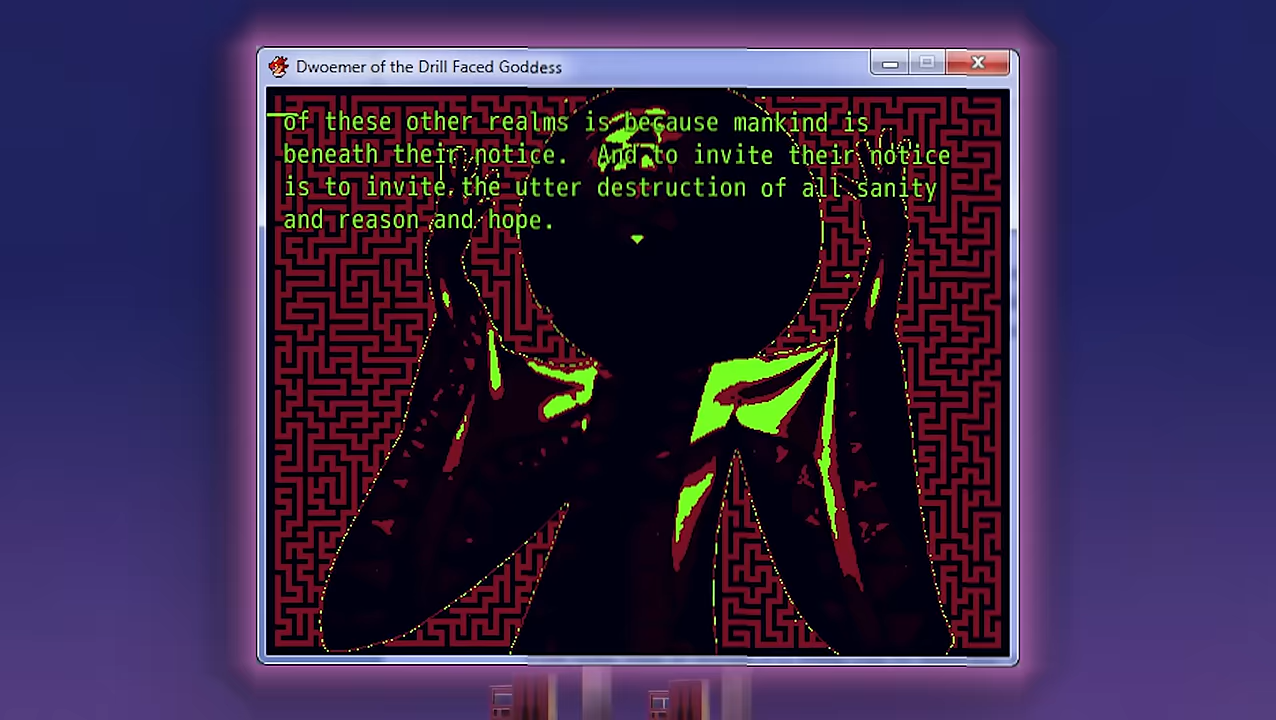 Dwoemer of the Drill Faced Goddess
of these other realms is because mankind is
beneath their notice.  And to invite their notice
is to invite the utter destruction of all sanity
and reason and hope.